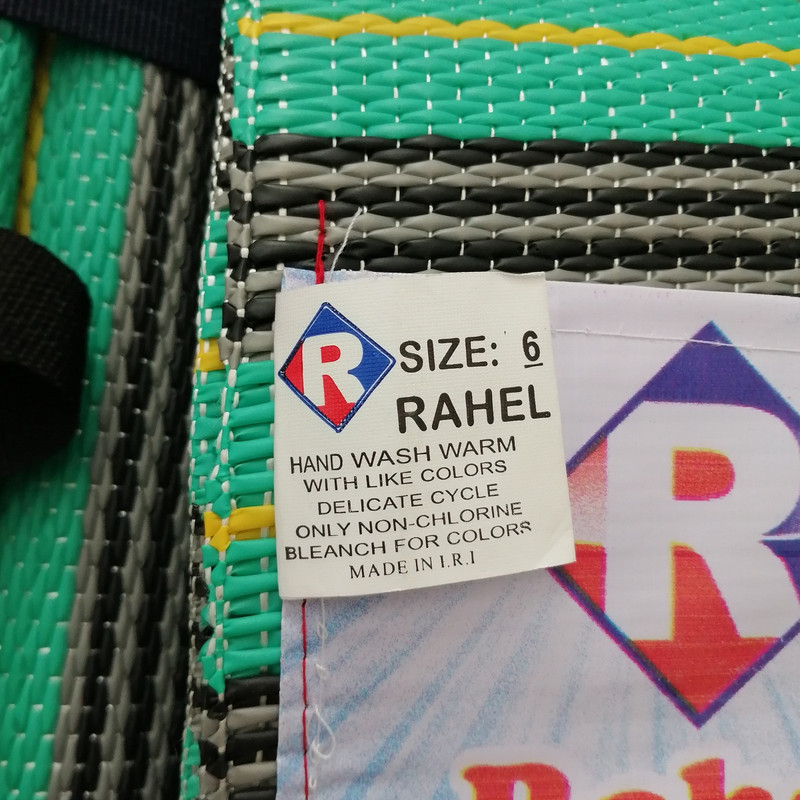 R SIZE: 6
RAHEL
HAND WASH WARM
WITH LIKE COLORS
DELICATE CYCLE
ONLY NON-CHLORINE
BLEANCH FOR COLORS
MADE IN I.R.I
R